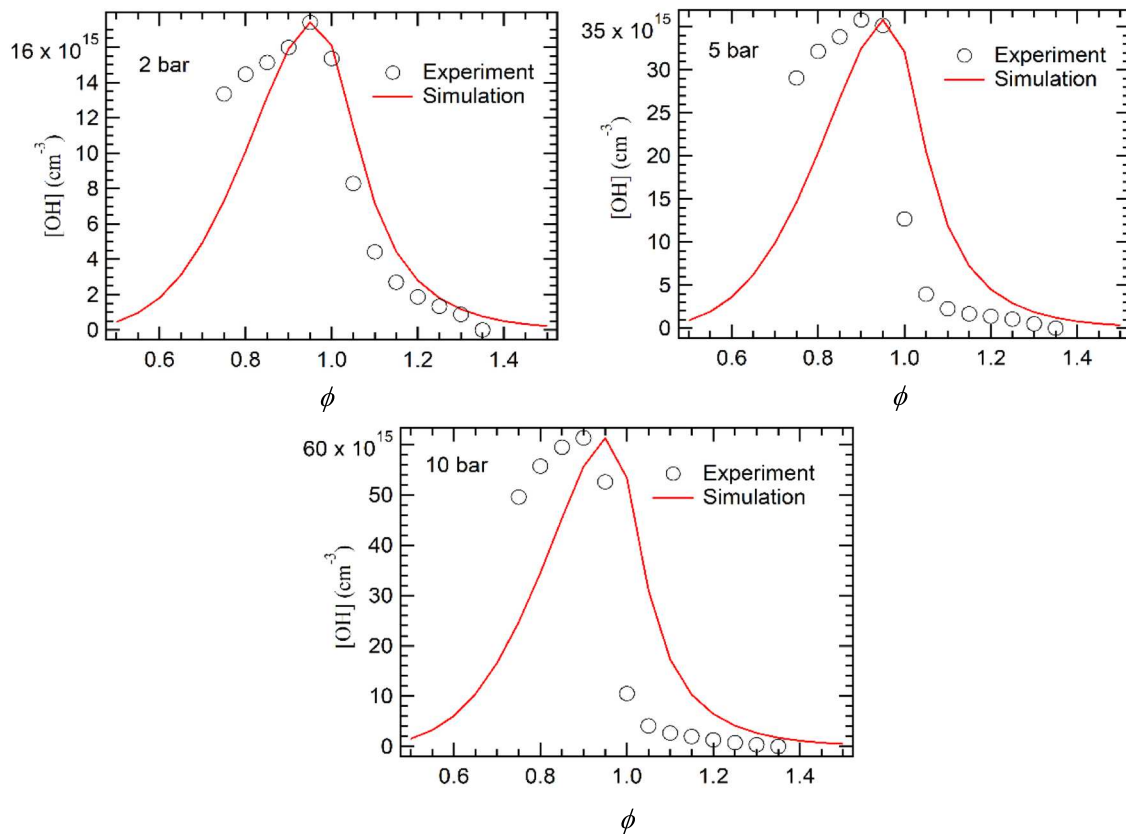 16 x 10^15
2 bar
Experiment
Simulation
14
12
10
8
6
4
2
0
[OH] (cm^-3)
0.6 0.8 1.0 1.2 1.4
ϕ
35 x 10^15
5 bar
Experiment
Simulation
30
25
20
15
10
5
0
[OH] (cm^-3)
0.6 0.8 1.0 1.2 1.4
ϕ
60 x 10^15
10 bar
Experiment
Simulation
50
40
30
20
10
0
[OH] (cm^-3)
0.6 0.8 1.0 1.2 1.4
ϕ